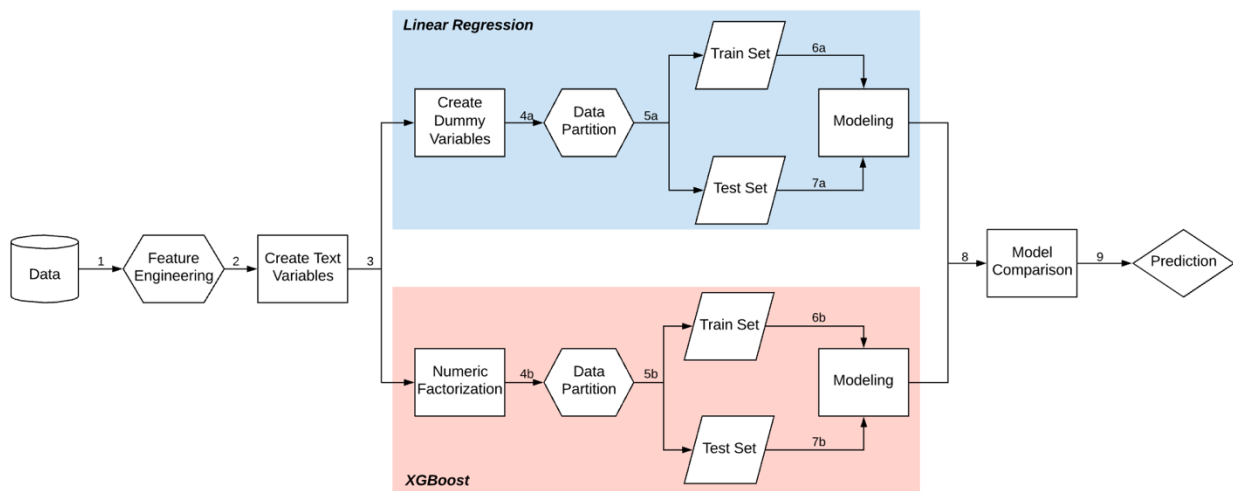 Linear Regression
Train Set
6a
Create
Dummy
Variables
4a
Data
Partition
5a
Modeling
Test Set
7a
Data
1
Feature
Engineering
2
Create Text
Variables
3
8
Model
Comparison
9
Prediction
Train Set
6b
Numeric
Factorization
4b
Data
Partition
5b
Modeling
Test Set
7b
XGBoost